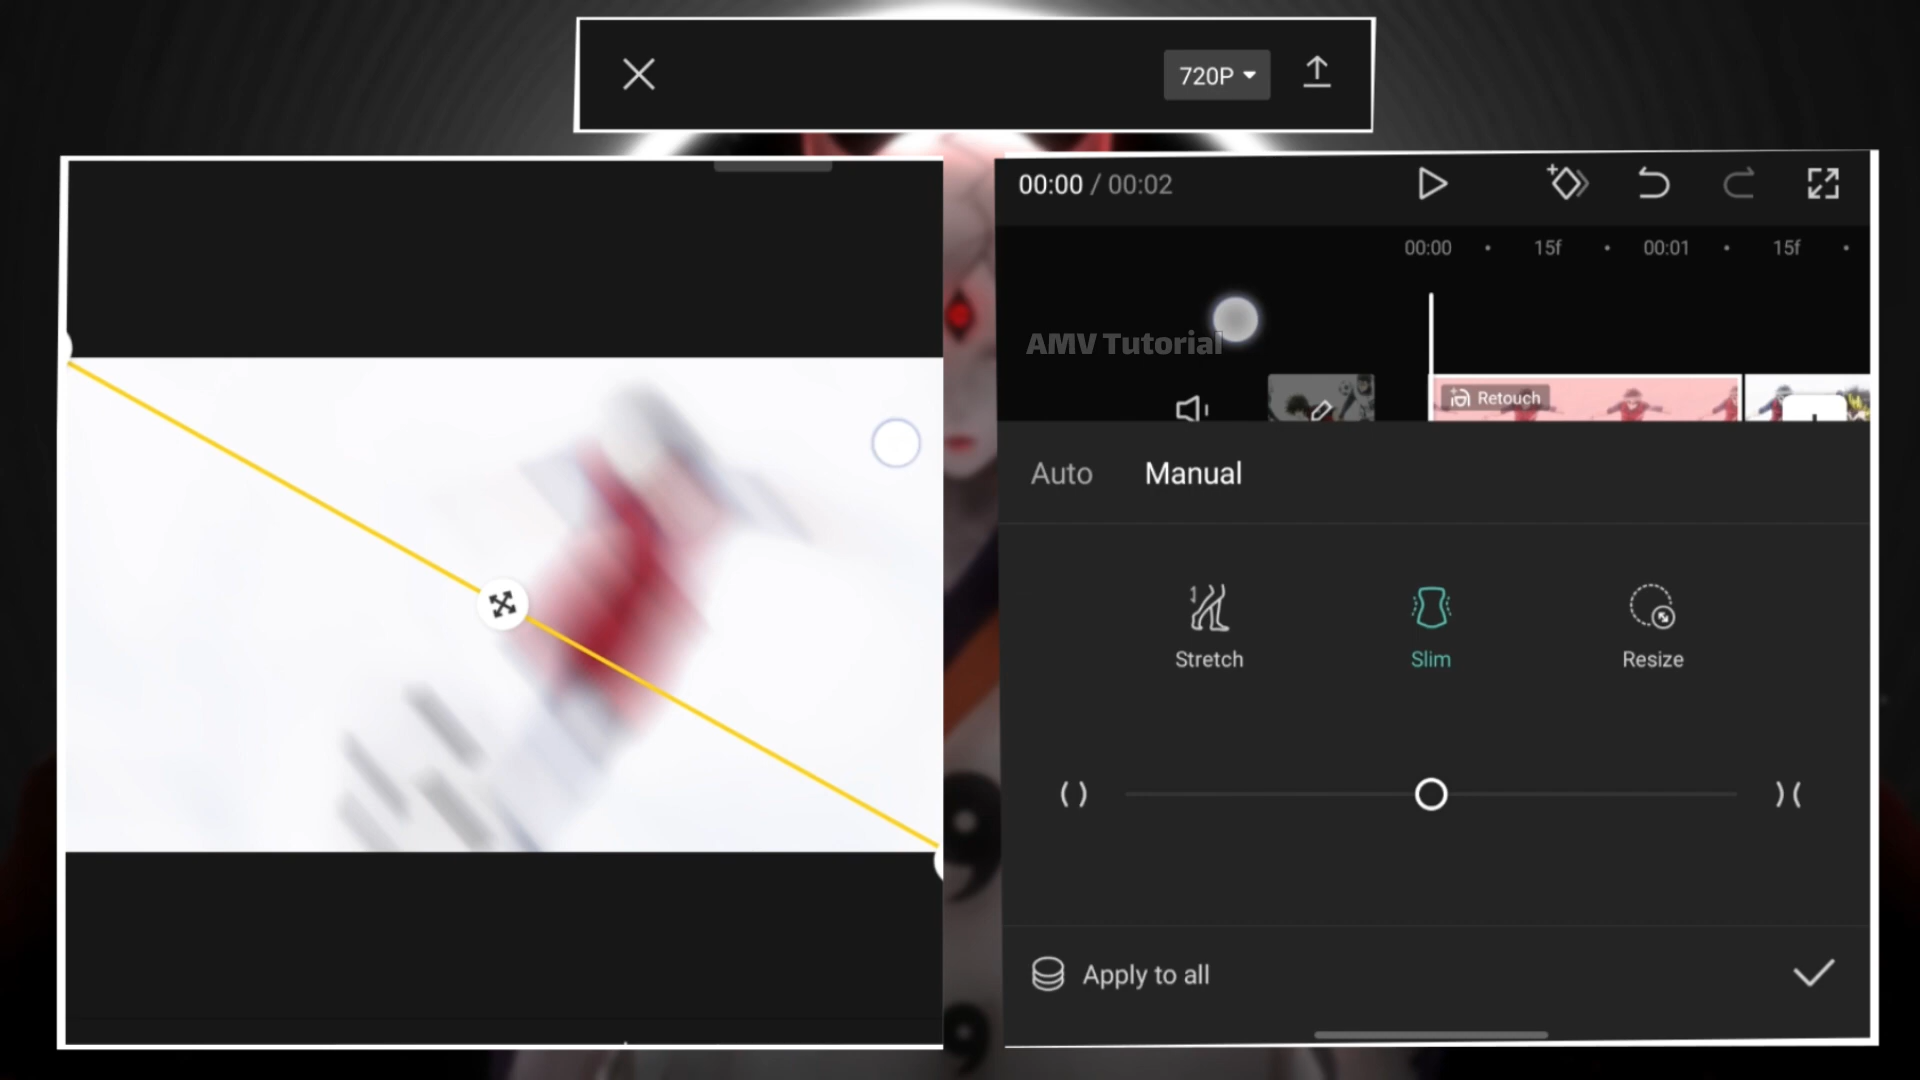 720P
00:00 / 00:02
00:00 15f 00:01 15f
AMV Tutorial
Retouch
Auto Manual
Stretch Slim Resize
Apply to all